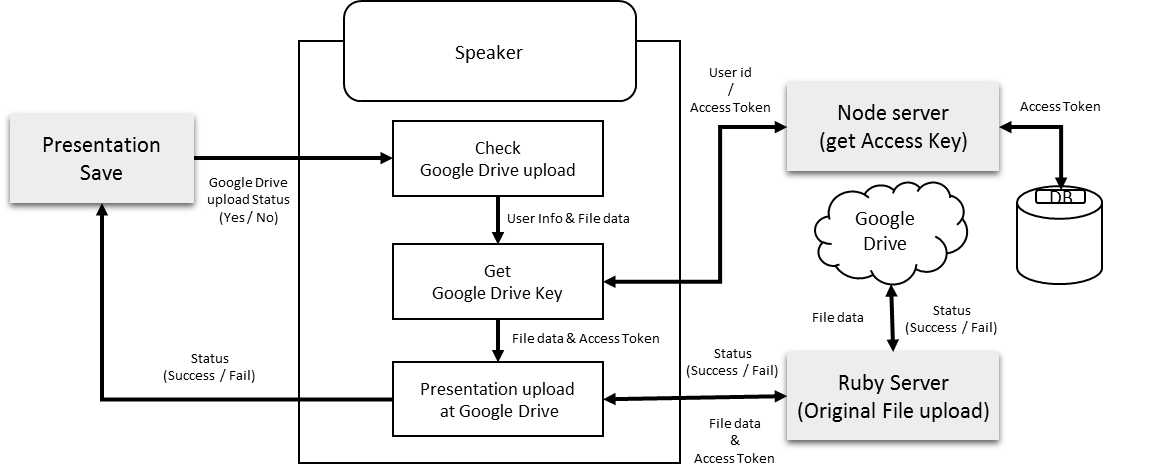 Speaker
Presentation
Save
Google Drive
upload Status
(Yes / No)
Check
Google Drive upload
User Info & File data
Get
Google Drive Key
File data & Access Token
Presentation upload
at Google Drive
Status
(Success / Fail)
User id
/
Access Token
Node server
(get Access Key)
Access Token
DB
Google
Drive
File data
Status
(Success / Fail)
Ruby Server
(Original File upload)
Status
(Success / Fail)
File data
&
Access Token